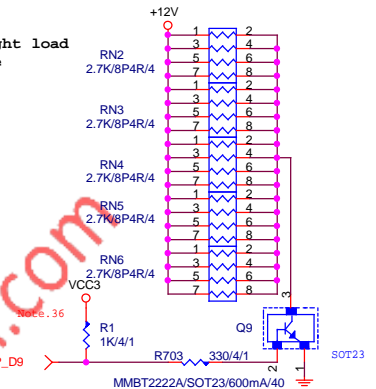 +12V
ght load
1 2
RN2 3 4
5 6
2.7K/8P4R/4 7 8
1 2
RN3 3 4
5 6
2.7K/8P4R/4 7 8
1 2
3 4
RN4 5 6
2.7K/8P4R/4 7 8
1 2
RN5 3 4
2.7K/8P4R/4 5 6
7 8
1 2
RN6 3 4
2.7K/8P4R/4 5 6
7 8
VCC3
Note.36
3
R1
1K/4/1
Q9
SOT23
_D9
R703 330/4/1
2 1
MMBT2222A/SOT23/600mA/40
.com